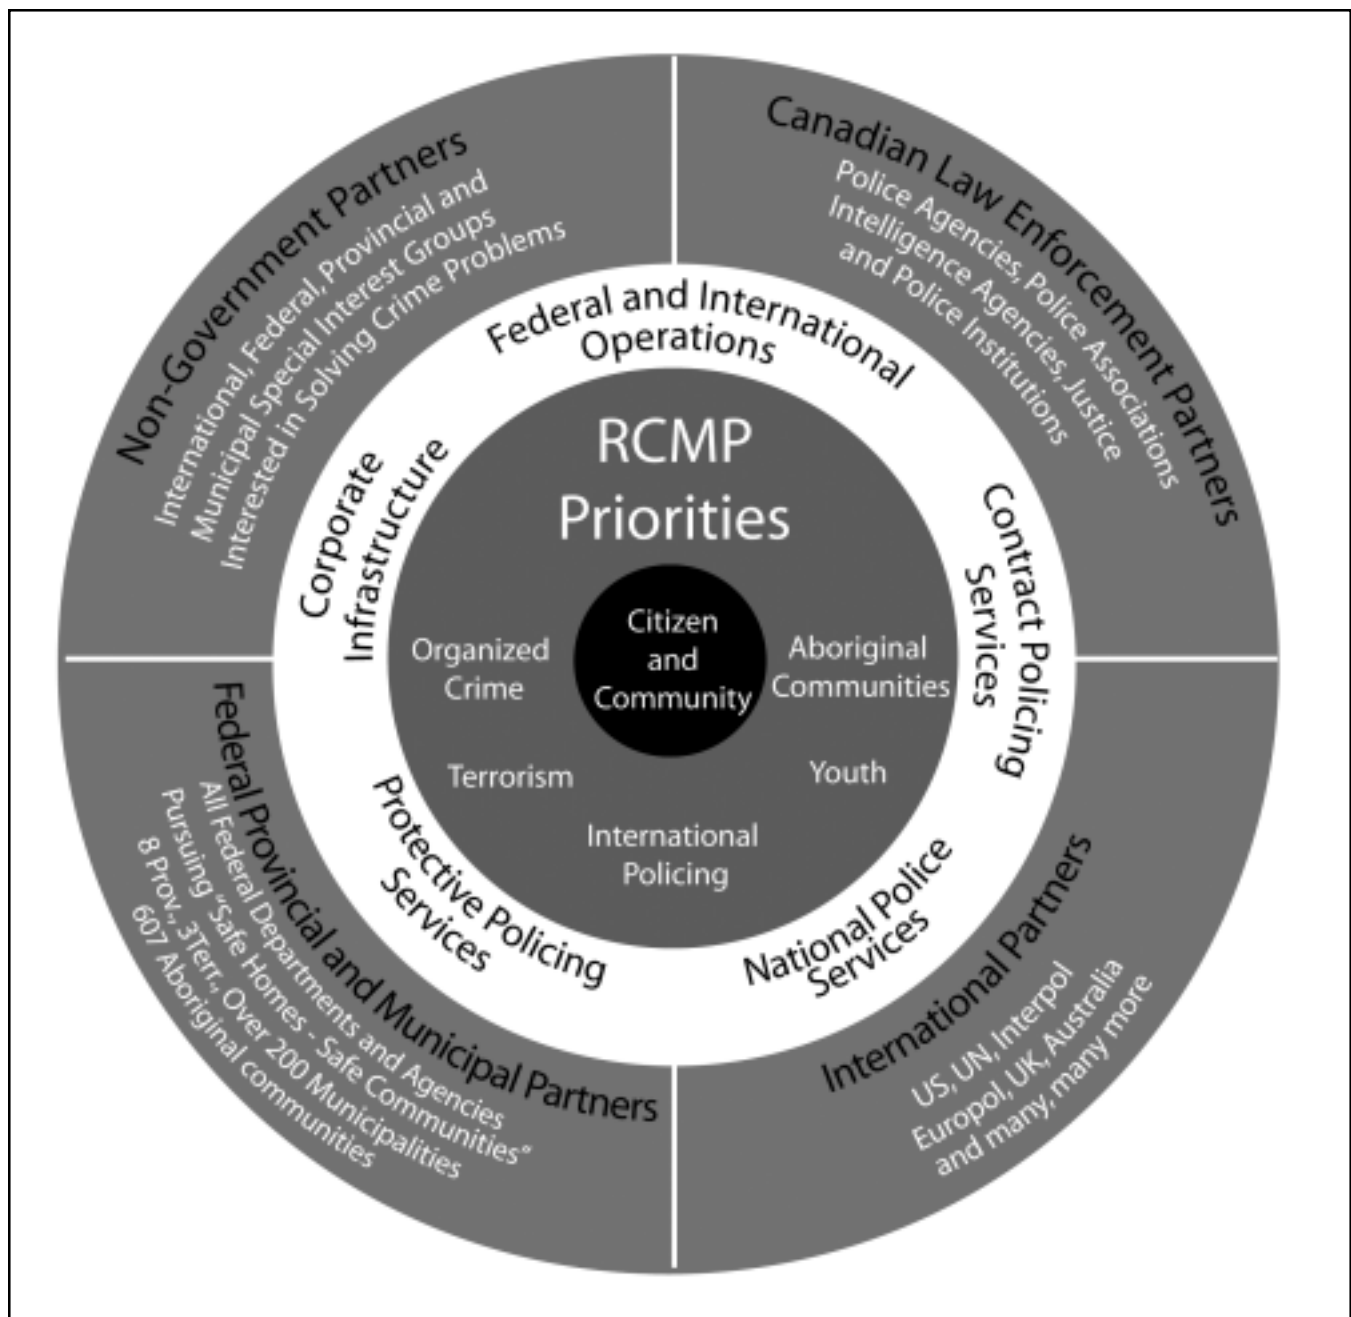 Non-Government Partners
International, Federal, Provincial and
Municipal Special Interest Groups
Interested in Solving Crime Problems
Canadian Law Enforcement Partners
Police Agencies, Police Associations
Intelligence Agencies, Justice
and Police Institutions
Federal and International
Operations
Corporate
Infrastructure
Contract Policing
Services
RCMP
Priorities
Citizen
and
Community
Organized
Crime
Aboriginal
Communities
Terrorism
Youth
International
Policing
Protective Policing
Services
National Police
Services
Federal Provincial and Municipal Partners
All Federal Departments and Agencies
Pursuing “Safe Homes - Safe Communities”
8 Prov., 3Terr., Over 200 Municipalities
607 Aboriginal communities
International Partners
US, UN, Interpol
Europol, UK, Australia
and many, many more